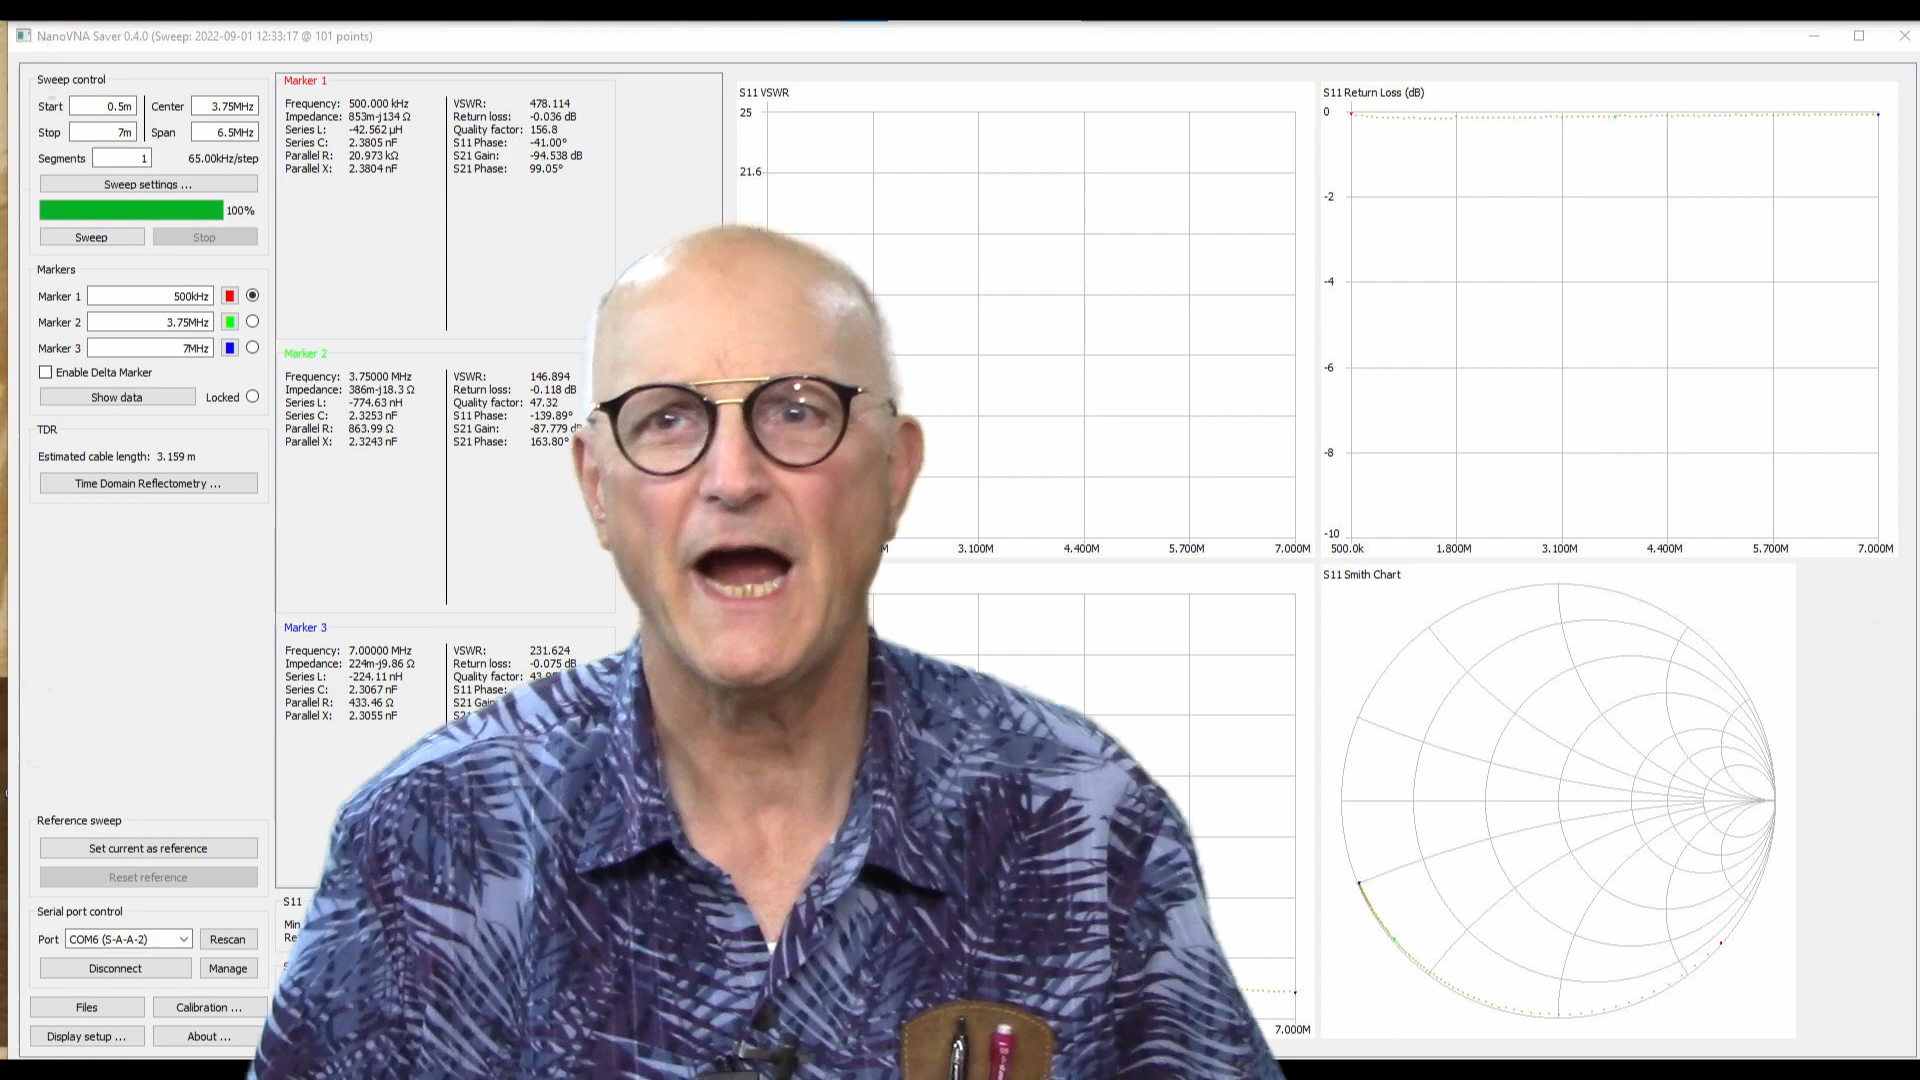 NanoVNA Saver 0.4.0 (Sweep: 2022-09-01 12:33:17 @ 101 points)
Sweep control
Start 0.5m Center 3.75MHz
Stop 7m Span 6.5MHz
Segments 1 65.00kHz/step
Sweep settings ...
100%
Sweep Stop
Markers
Marker 1 500kHz
Marker 2 3.75MHz
Marker 3 7MHz
Enable Delta Marker
Show data Locked
TDR
Estimated cable length: 3.159 m
Time Domain Reflectometry ...
Reference sweep
Set current as reference
Reset reference
Serial port control
Port COM6 (S-A-A-2) Rescan
Disconnect Manage
Files Calibration ...
Display setup ... About ...
Marker 1
Frequency: 500.000 kHz
Impedance: 853m-j134 Ω
Series L: -42.562 µH
Series C: 2.3805 nF
Parallel R: 20.973 kΩ
Parallel X: 2.3804 nF
VSWR: 478.114
Return loss: -0.036 dB
Quality factor: 156.8
S11 Phase: -41.00°
S21 Gain: -94.538 dB
S21 Phase: 99.05°
Marker 2
Frequency: 3.75000 MHz
Impedance: 386m-j18.3 Ω
Series L: -774.63 nH
Series C: 2.3253 nF
Parallel R: 863.99 Ω
Parallel X: 2.3243 nF
VSWR: 146.894
Return loss: -0.118 dB
Quality factor: 47.32
S11 Phase: -139.89°
S21 Gain: -87.779
S21 Phase: 163.80°
Marker 3
Frequency: 7.00000 MHz
Impedance: 224m-j9.86 Ω
Series L: -224.11 nH
Series C: 2.3067 nF
Parallel R: 433.46 Ω
Parallel X: 2.3055 nF
VSWR: 231.624
Return loss: -0.075 dB
Quality factor:
S11 Phase:
S21 Gain
S21
S11
Min
Re
S11 VSWR
25
21.6
3.100M 4.400M 5.700M 7.000M
7.000M
S11 Return Loss (dB)
0
-2
-4
-6
-8
-10
500.0k 1.800M 3.100M 4.400M 5.700M 7.000M
S11 Smith Chart